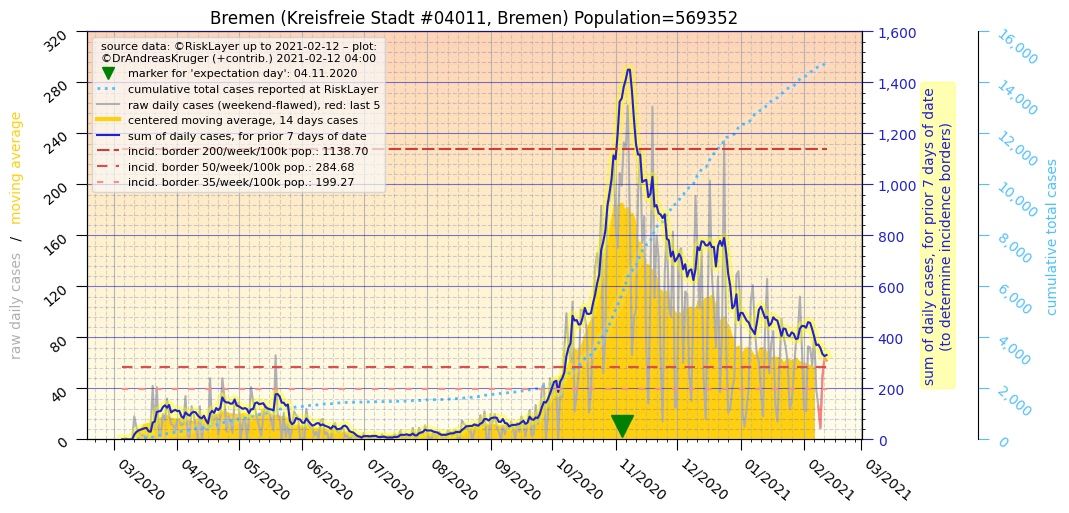 Bremen (Kreisfreie Stadt #04011, Bremen) Population=569352
source data: ©RiskLayer up to 2021-02-12 – plot:
©DrAndreasKruger (+contrib.) 2021-02-12 04:00
marker for 'expectation day': 04.11.2020
cumulative total cases reported at RiskLayer
raw daily cases (weekend-flawed), red: last 5
centered moving average, 14 days cases
sum of daily cases, for prior 7 days of date
incid. border 200/week/100k pop.: 1138.70
incid. border 50/week/100k pop.: 284.68
incid. border 35/week/100k pop.: 199.27
raw daily cases / moving average
320
280
240
200
160
120
80
40
0
03/2020
04/2020
05/2020
06/2020
07/2020
08/2020
09/2020
10/2020
11/2020
12/2020
01/2021
02/2021
03/2021
1,600
1,400
1,200
1,000
800
600
400
200
0
sum of daily cases, for prior 7 days of date
(to determine incidence borders)
16,000
14,000
12,000
10,000
8,000
6,000
4,000
2,000
0
cumulative total cases